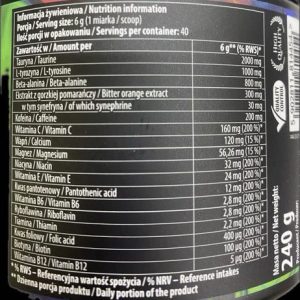 Informacja żywieniowa / Nutrition information
Porcja / Serving size: 6 g (1 miarka / scoop)
Ilość porcji w opakowaniu / Servings per container: 40
Zawartość w / Amount per 6 g** (% RWS)*
Tauryna / Taurine 2000 mg
L-tyrozyna / L-tyrosine 1000 mg
Beta-alanina / Beta-alanine 800 mg
Ekstrakt z gorzkiej pomarańczy / Bitter orange extract 300 mg
w tym synefryna / of which synephrine 30 mg
Kofeina / Caffeine 200 mg
Witamina C / Vitamin C 160 mg (200 %)*
Wapń / Calcium 120 mg (15 %)*
Magnez / Magnesium 56,26 mg (15 %)*
Niacyna / Niacin 32 mg (200 %)*
Witamina E / Vitamin E 24 mg (200 %)*
Kwas pantotenowy / Pantothenic acid 12 mg (200 %)*
Witamina B6 / Vitamin B6 2,8 mg (200 %)*
Ryboflawina / Riboflavin 2,8 mg (200 %)*
Tiamina / Thiamin 2,2 mg (200 %)*
Kwas foliowy / Folic acid 400 µg (200 %)*
Biotyna / Biotin 100 µg (200 %)*
Witamina B12 / Vitamin B12 5 µg (200 %)*
* % RWS – Referencyjna wartość spożycia / % NRV – Reference intakes
** Dzienna porcja produktu / Daily portion of the product
HIGH
QUALITY
QUALITY
CONTROL
Masa netto / Net weight:
240 g